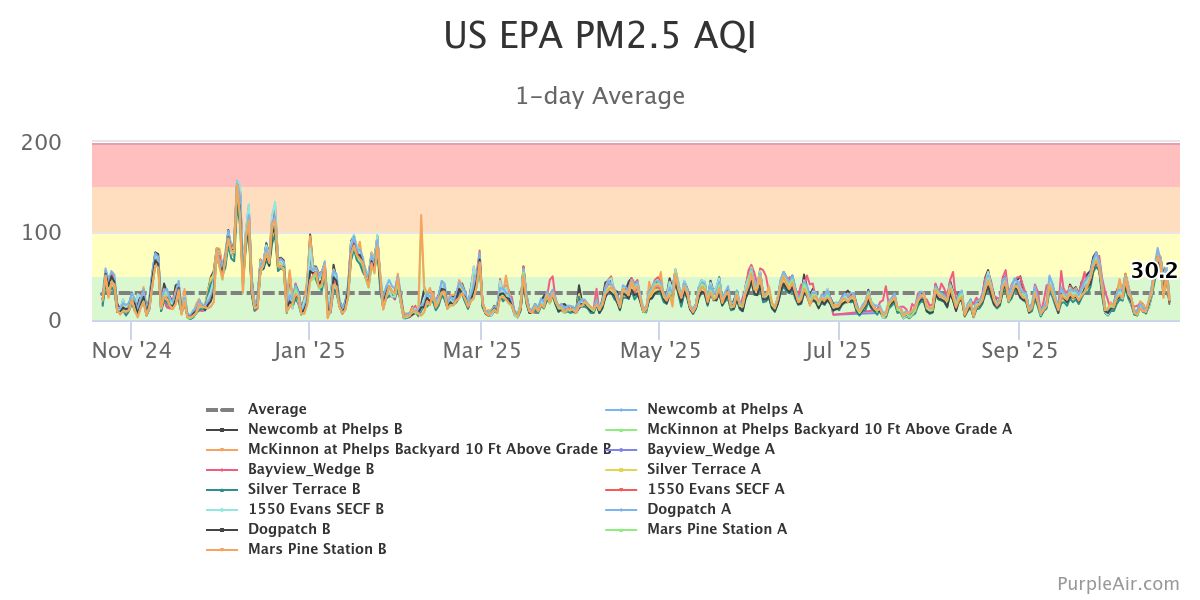 US EPA PM2.5 AQI
1-day Average
200
100
0
30.2
Nov '24 Jan '25 Mar '25 May '25 Jul '25 Sep '25
Average Newcomb at Phelps A
Newcomb at Phelps B McKinnon at Phelps Backyard 10 Ft Above Grade A
McKinnon at Phelps Backyard 10 Ft Above Grade B Bayview_Wedge A
Bayview_Wedge B Silver Terrace A
Silver Terrace B 1550 Evans SECF A
1550 Evans SECF B Dogpatch A
Dogpatch B Mars Pine Station A
Mars Pine Station B
PurpleAir.com